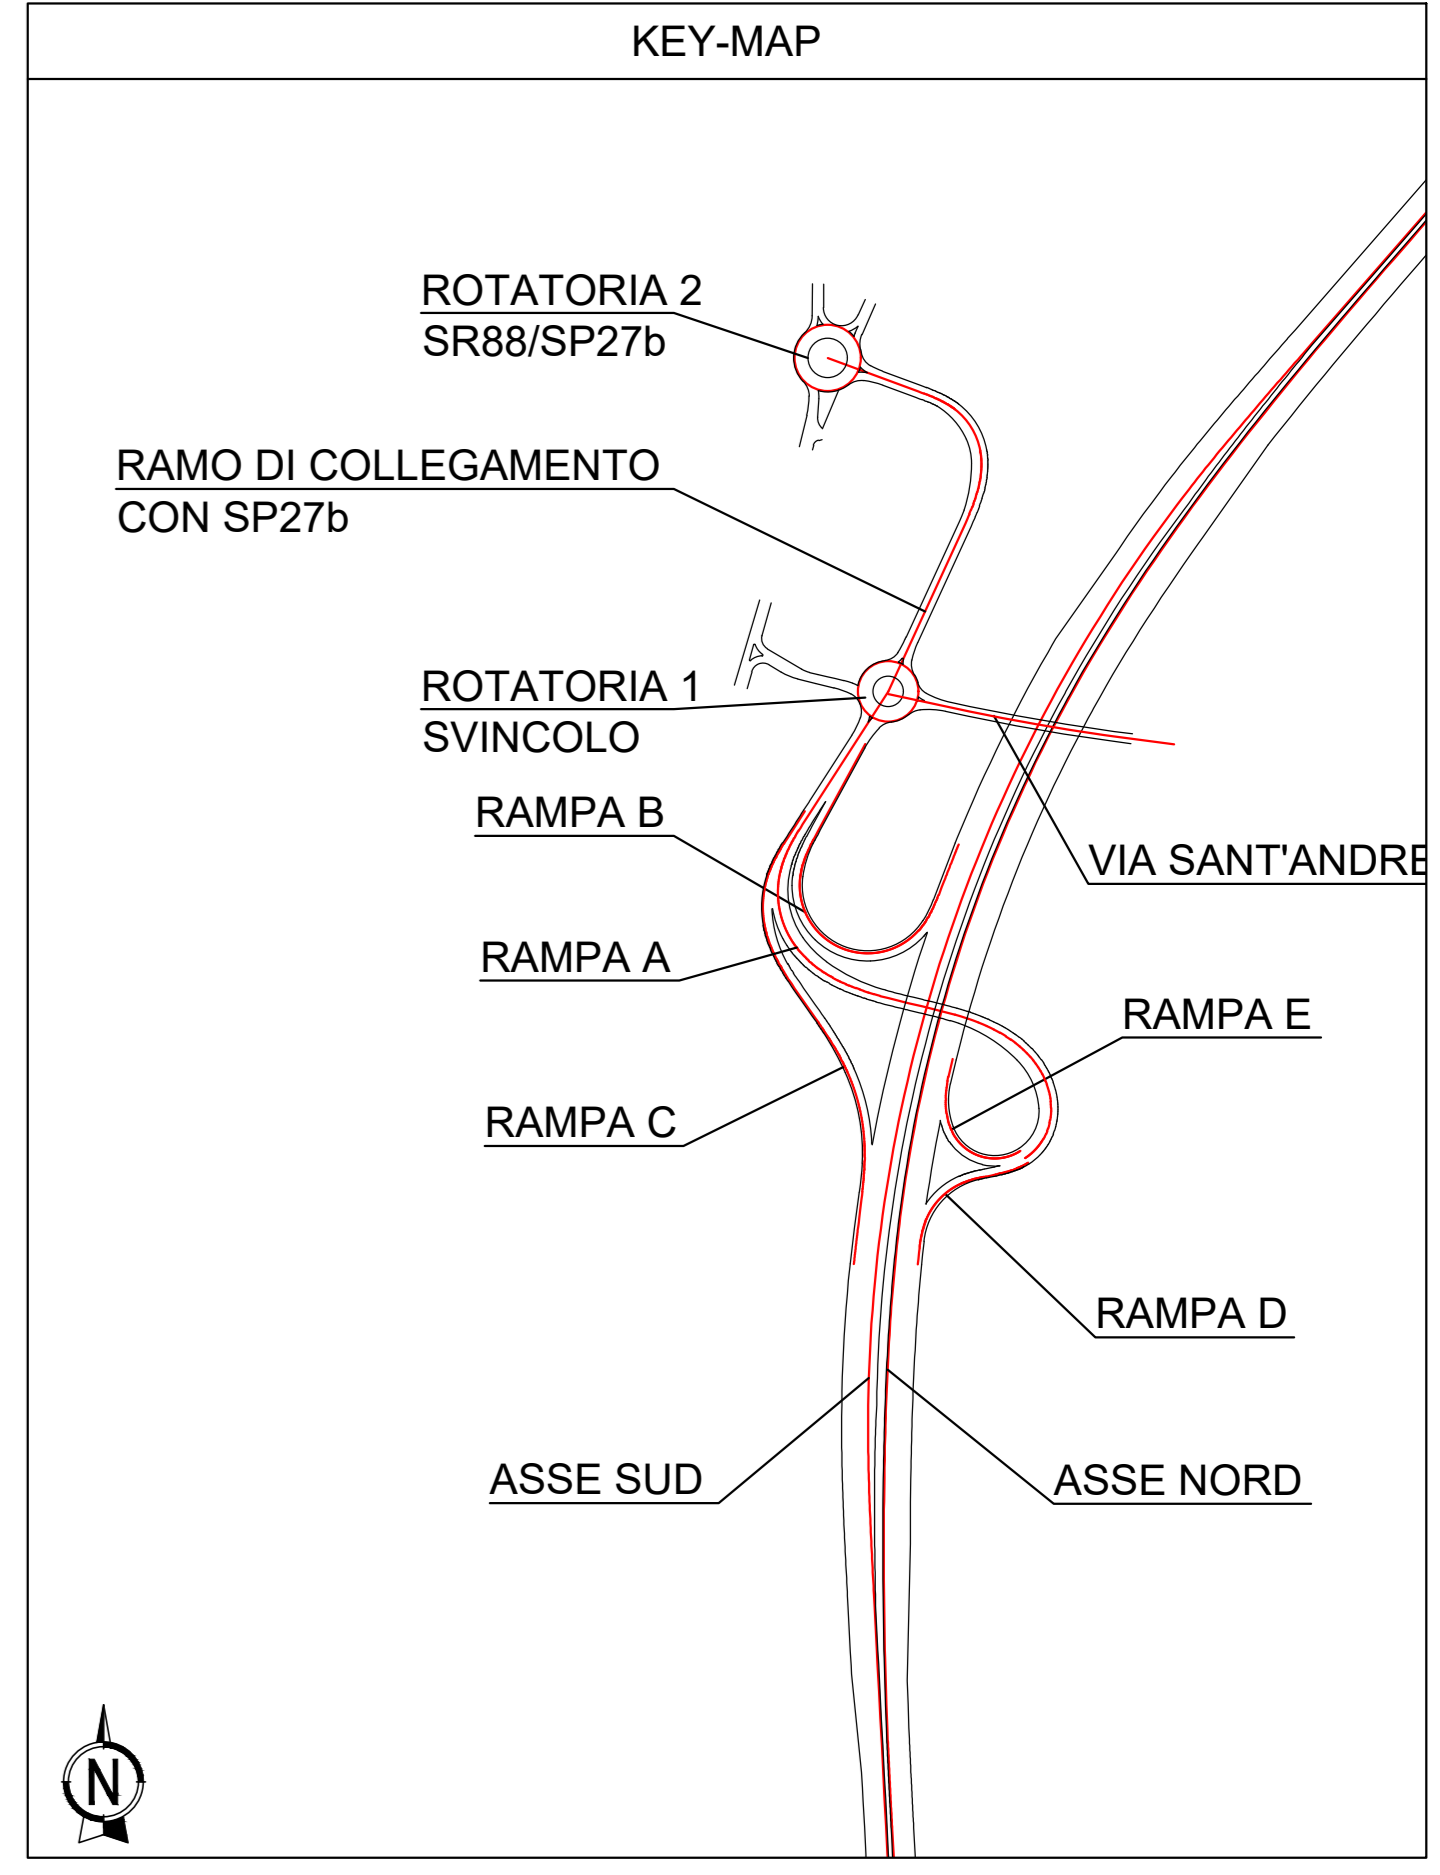 KEY-MAP
ROTATORIA 2
SR88/SP27b
RAMO DI COLLEGAMENTO
CON SP27b
ROTATORIA 1
SVINCOLO
RAMPA B
VIA SANT'ANDRE
RAMPA A
RAMPA E
RAMPA C
RAMPA D
ASSE SUD
ASSE NORD
N